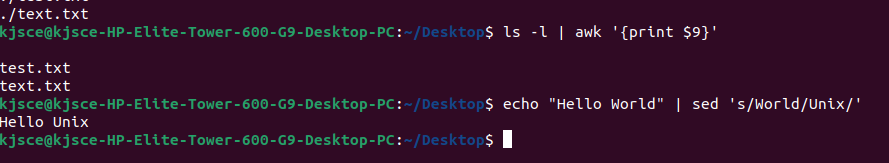 ./text.txt
kjsce@kjsce-HP-Elite-Tower-600-G9-Desktop-PC:~/Desktop$ ls -l | awk '{print $9}'
test.txt
text.txt
kjsce@kjsce-HP-Elite-Tower-600-G9-Desktop-PC:~/Desktop$ echo "Hello World" | sed 's/World/Unix/'
Hello Unix
kjsce@kjsce-HP-Elite-Tower-600-G9-Desktop-PC:~/Desktop$